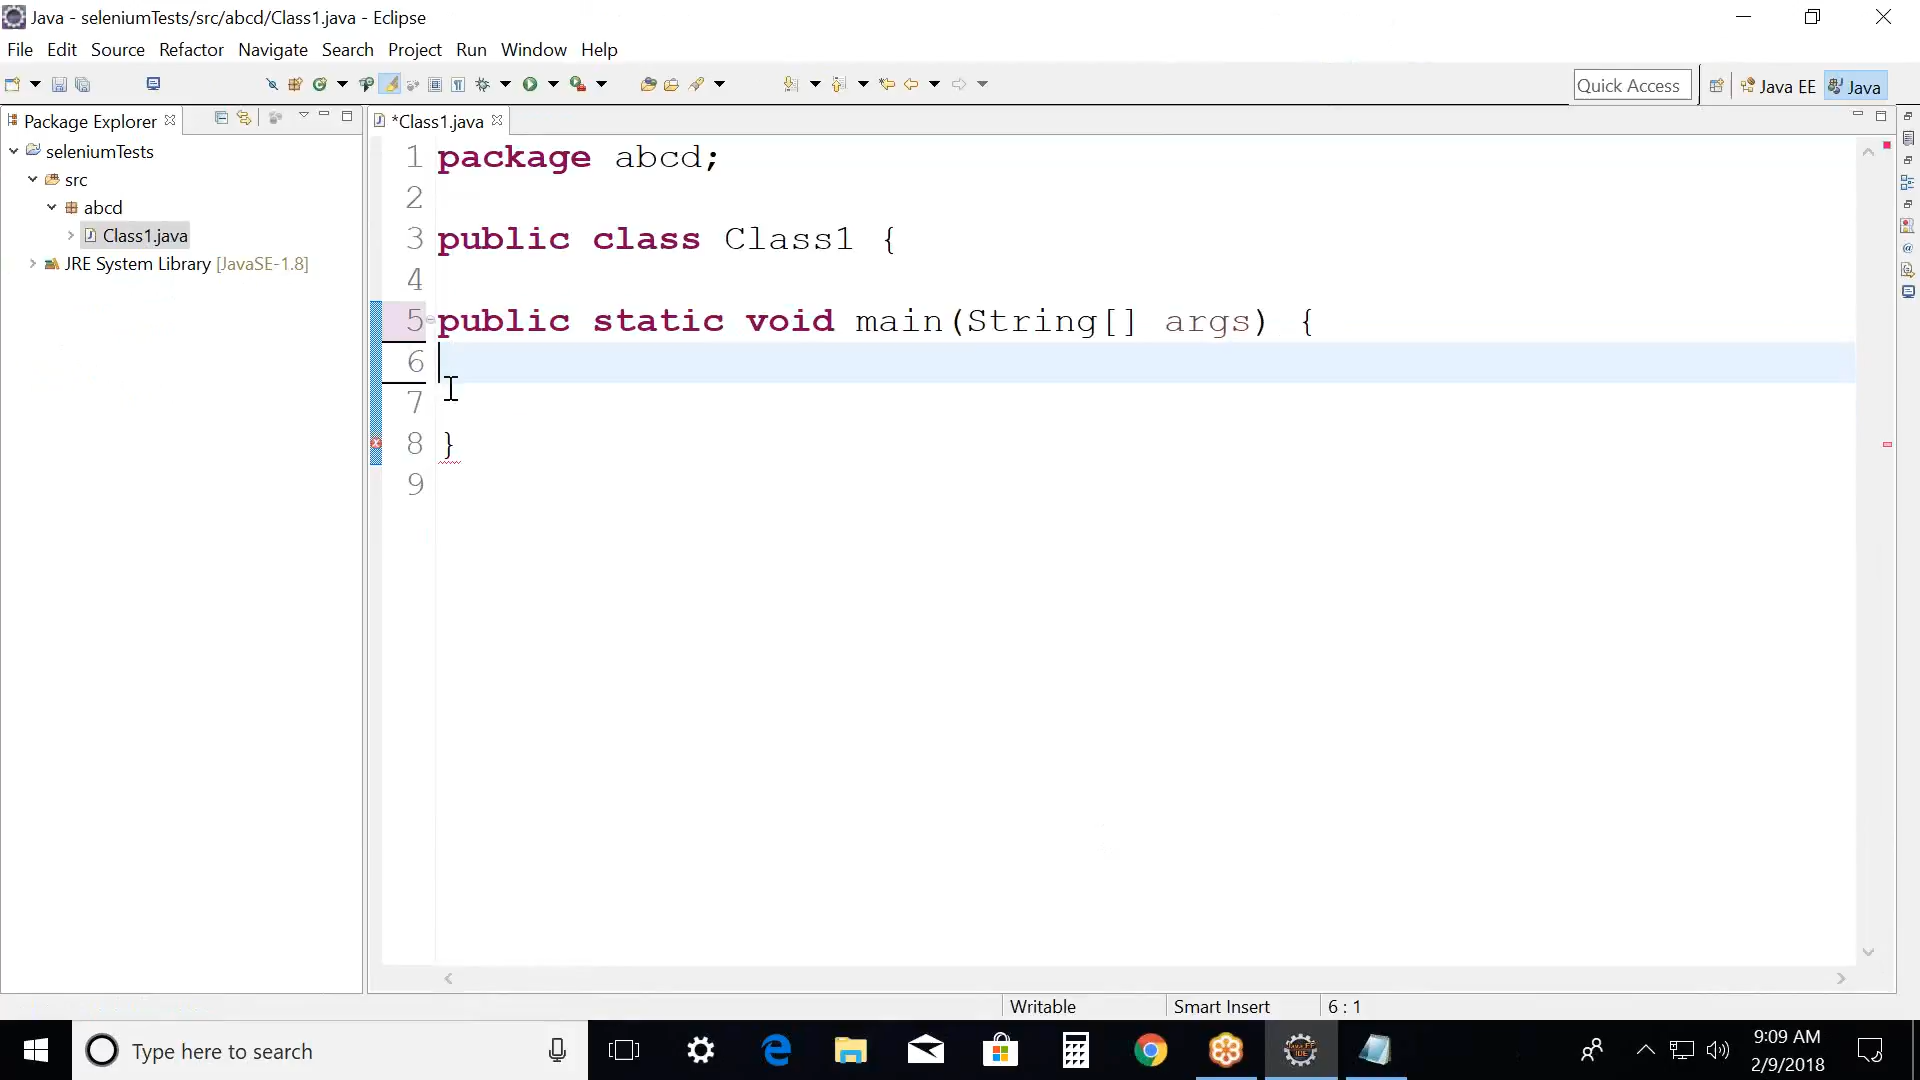 Java - seleniumTests/src/abcd/Class1.java - Eclipse
File Edit Source Refactor Navigate Search Project Run Window Help
Quick Access Java EE Java
Package Explorer
*Class1.java
seleniumTests
src
abcd
Class1.java
JRE System Library [JavaSE-1.8]
1 package abcd;
2
3 public class Class1 {
4
5 public static void main(String[] args) {
6
7
8 }
9
Writable Smart Insert 6 : 1
Type here to search
9:09 AM
2/9/2018